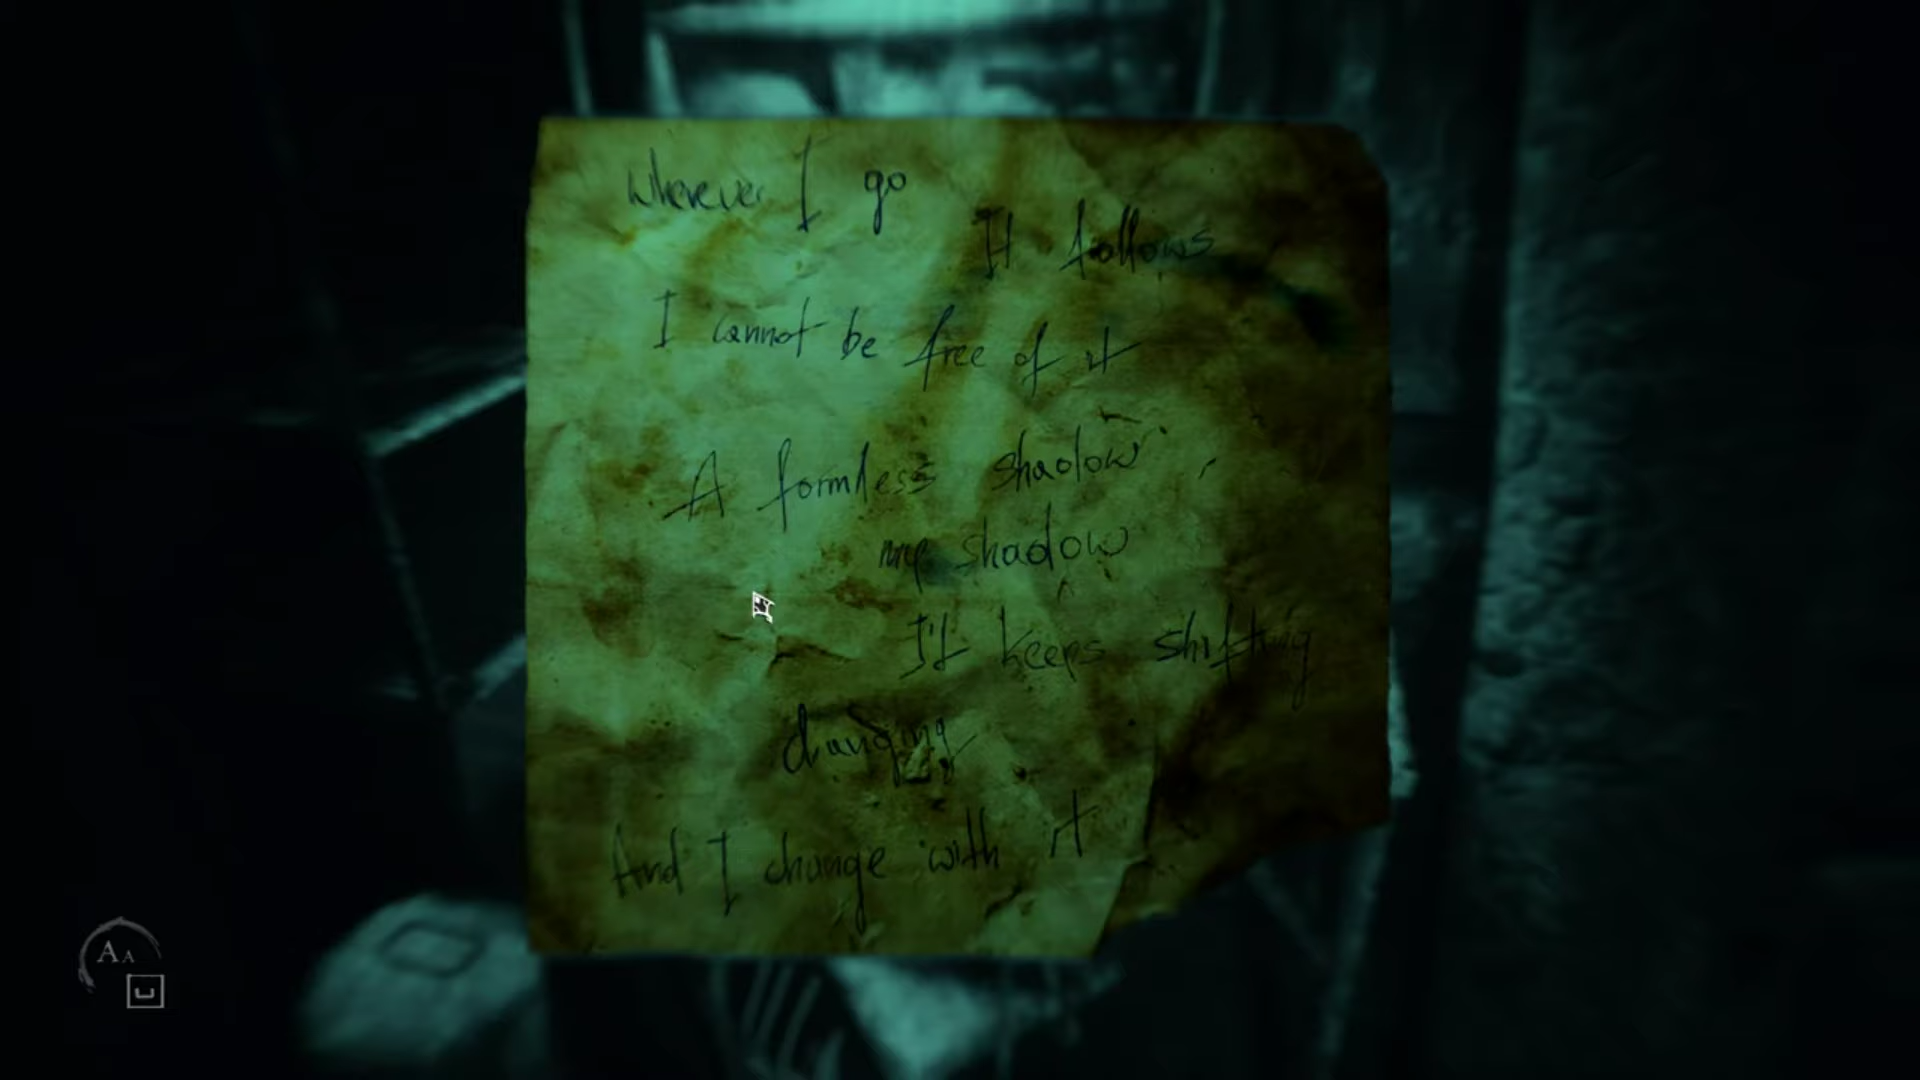 Wherever I go
It follows
I cannot be free of it
A formless shadow
my shadow
It keeps shifting
changing
And I change with it
AA